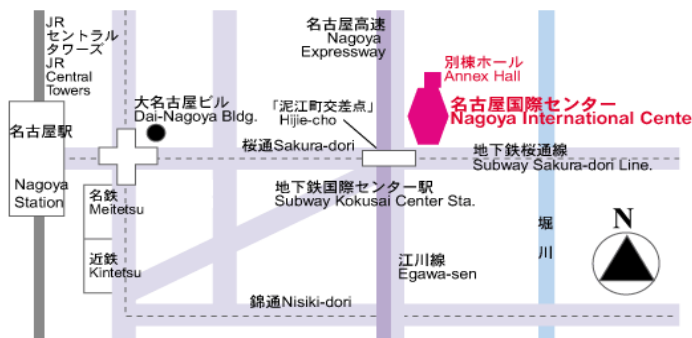 JR
セントラル
タワーズ
JR
Central
Towers
名古屋高速
Nagoya
Expressway
別棟ホール
Annex Hall
名古屋国際センター
Nagoya International Cente
大名古屋ビル
Dai-Nagoya Bldg.
「泥江町交差点」
Hijie-cho
名古屋駅
桜通Sakura-dori
地下鉄桜通線
Subway Sakura-dori Line.
Nagoya
Station
名鉄
Meitetsu
地下鉄国際センター駅
Subway Kokusai Center Sta.
堀
川
N
近鉄
Kintetsu
江川線
Egawa-sen
錦通Nisiki-dori